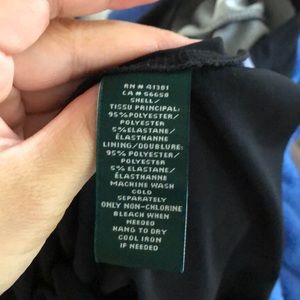 RN # 41381
CA # 56658
SHELL/
TISSU PRINCIPAL:
95% POLYESTER/
POLYESTER
5% ELASTANE/
ÉLASTHANNE
LINING/DOUBLURE:
95% POLYESTER/
POLYESTER
5% ELASTANE/
ÉLASTHANNE
MACHINE WASH
COLD
SEPARATELY
ONLY NON-CHLORINE
BLEACH WHEN
NEEDED
HANG TO DRY
COOL IRON
IF NEEDED